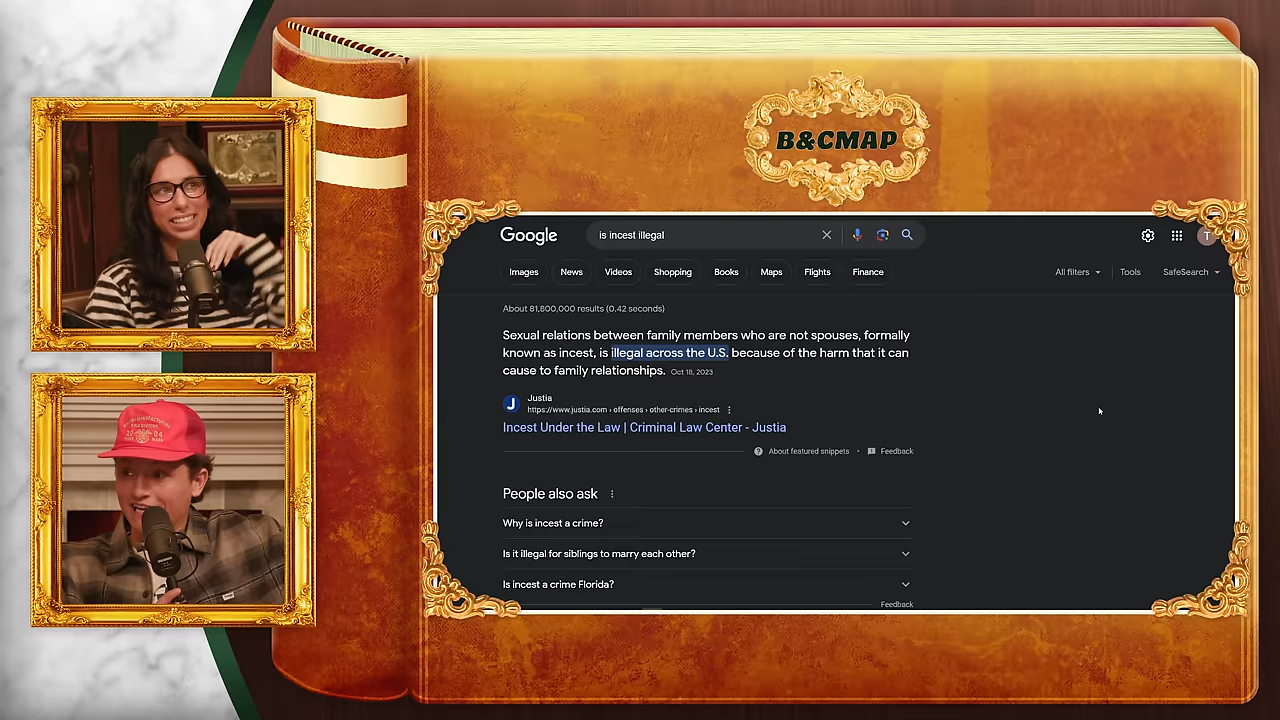 B&CMAP
Google
is incest illegal
T
Images News Videos Shopping Books Maps Flights Finance
All filters Tools SafeSearch
About 81,800,000 results (0.42 seconds)
Sexual relations between family members who are not spouses, formally
known as incest, is illegal across the U.S. because of the harm that it can
cause to family relationships. Oct 18, 2023
J
Justia
https://www.justia.com › offenses › other-crimes › incest
Incest Under the Law | Criminal Law Center - Justia
About featured snippets • Feedback
People also ask
Why is incest a crime?
Is it illegal for siblings to marry each other?
Is incest a crime Florida?
Feedback
20 04